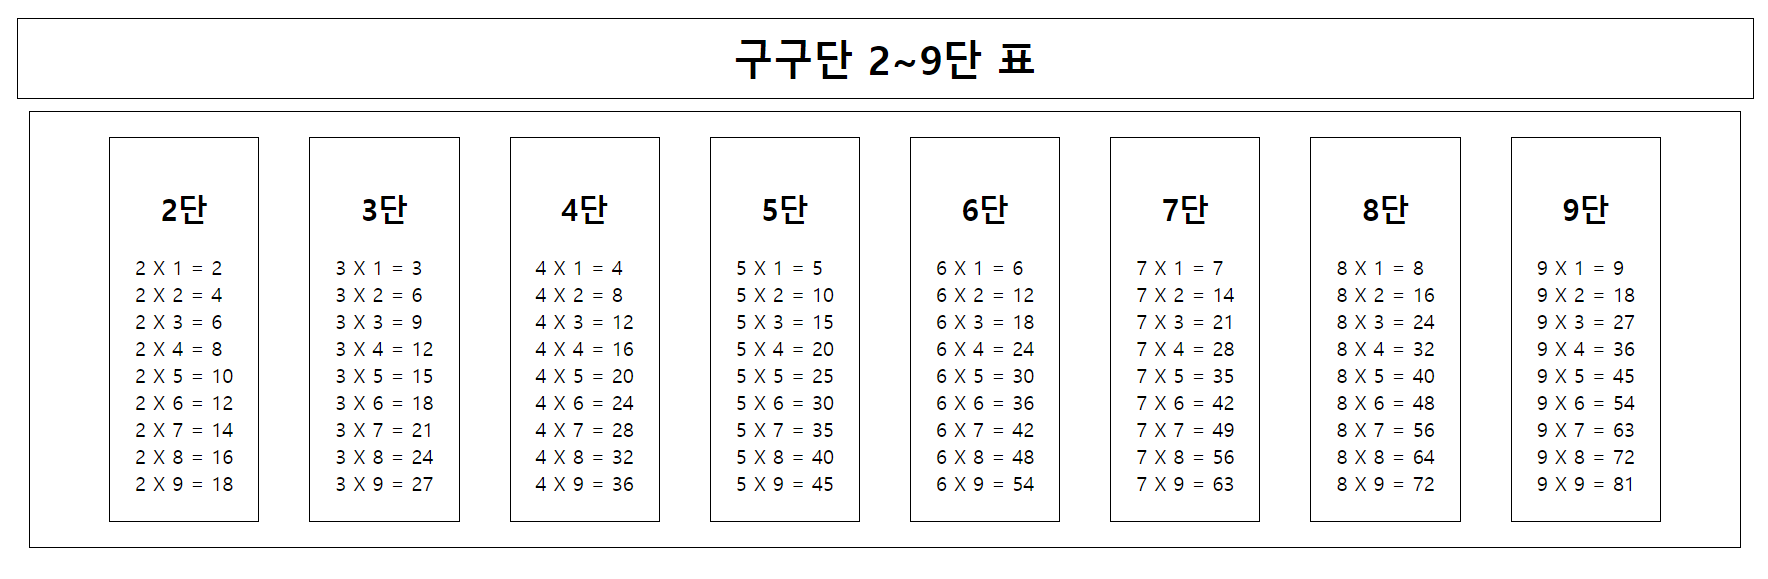 구구단 2~9단 표
2단
2 X 1 = 2
2 X 2 = 4
2 X 3 = 6
2 X 4 = 8
2 X 5 = 10
2 X 6 = 12
2 X 7 = 14
2 X 8 = 16
2 X 9 = 18
3단
3 X 1 = 3
3 X 2 = 6
3 X 3 = 9
3 X 4 = 12
3 X 5 = 15
3 X 6 = 18
3 X 7 = 21
3 X 8 = 24
3 X 9 = 27
4단
4 X 1 = 4
4 X 2 = 8
4 X 3 = 12
4 X 4 = 16
4 X 5 = 20
4 X 6 = 24
4 X 7 = 28
4 X 8 = 32
4 X 9 = 36
5단
5 X 1 = 5
5 X 2 = 10
5 X 3 = 15
5 X 4 = 20
5 X 5 = 25
5 X 6 = 30
5 X 7 = 35
5 X 8 = 40
5 X 9 = 45
6단
6 X 1 = 6
6 X 2 = 12
6 X 3 = 18
6 X 4 = 24
6 X 5 = 30
6 X 6 = 36
6 X 7 = 42
6 X 8 = 48
6 X 9 = 54
7단
7 X 1 = 7
7 X 2 = 14
7 X 3 = 21
7 X 4 = 28
7 X 5 = 35
7 X 6 = 42
7 X 7 = 49
7 X 8 = 56
7 X 9 = 63
8단
8 X 1 = 8
8 X 2 = 16
8 X 3 = 24
8 X 4 = 32
8 X 5 = 40
8 X 6 = 48
8 X 7 = 56
8 X 8 = 64
8 X 9 = 72
9단
9 X 1 = 9
9 X 2 = 18
9 X 3 = 27
9 X 4 = 36
9 X 5 = 45
9 X 6 = 54
9 X 7 = 63
9 X 8 = 72
9 X 9 = 81